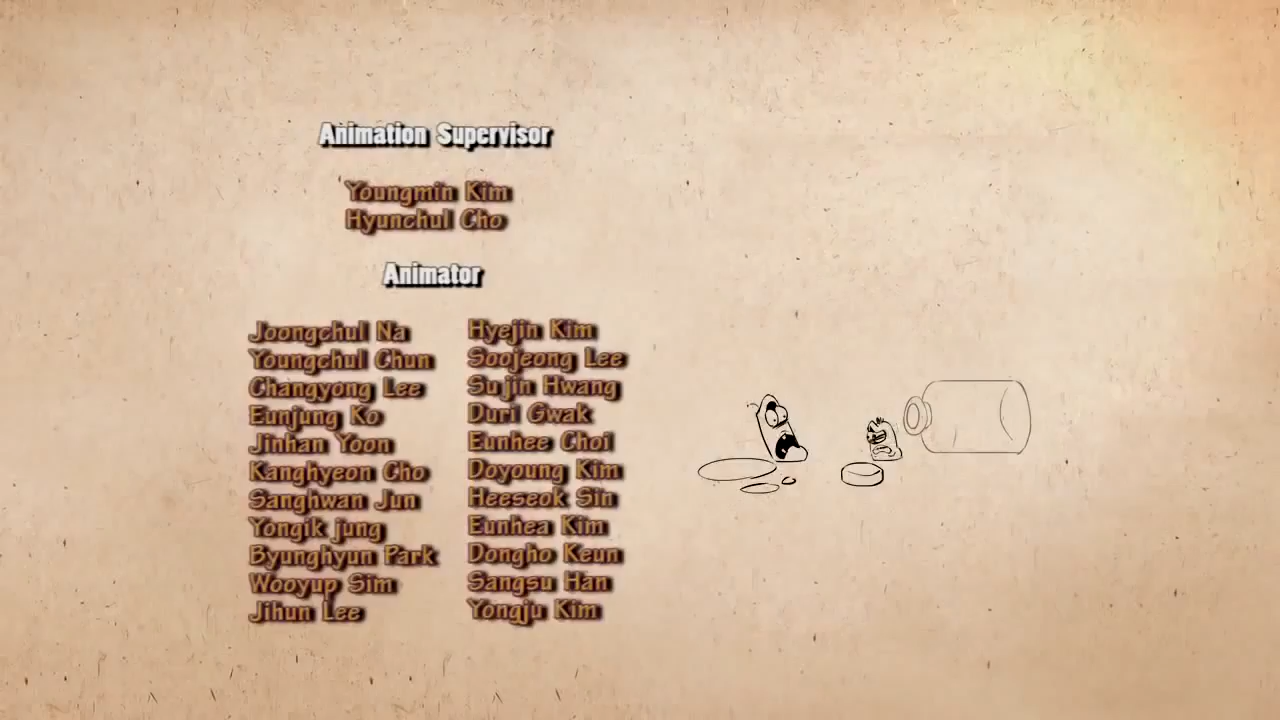 Animation Supervisor
Youngmin Kim
Hyunchul Cho
Animator
Joongchul Na
Youngchul Chun
Changyong Lee
Eunjung Ko
Jinhan Yoon
Kanghyeon Cho
Sanghwan Jun
Yongik jung
Byunghyun Park
Wooyup Sim
Jihun Lee
Hyejin Kim
Soojeong Lee
Sujin Hwang
Duri Gwak
Eunhee Choi
Doyoung Kim
Heeseok Sin
Eunhea Kim
Dongho Keun
Sangsu Han
Yongju Kim